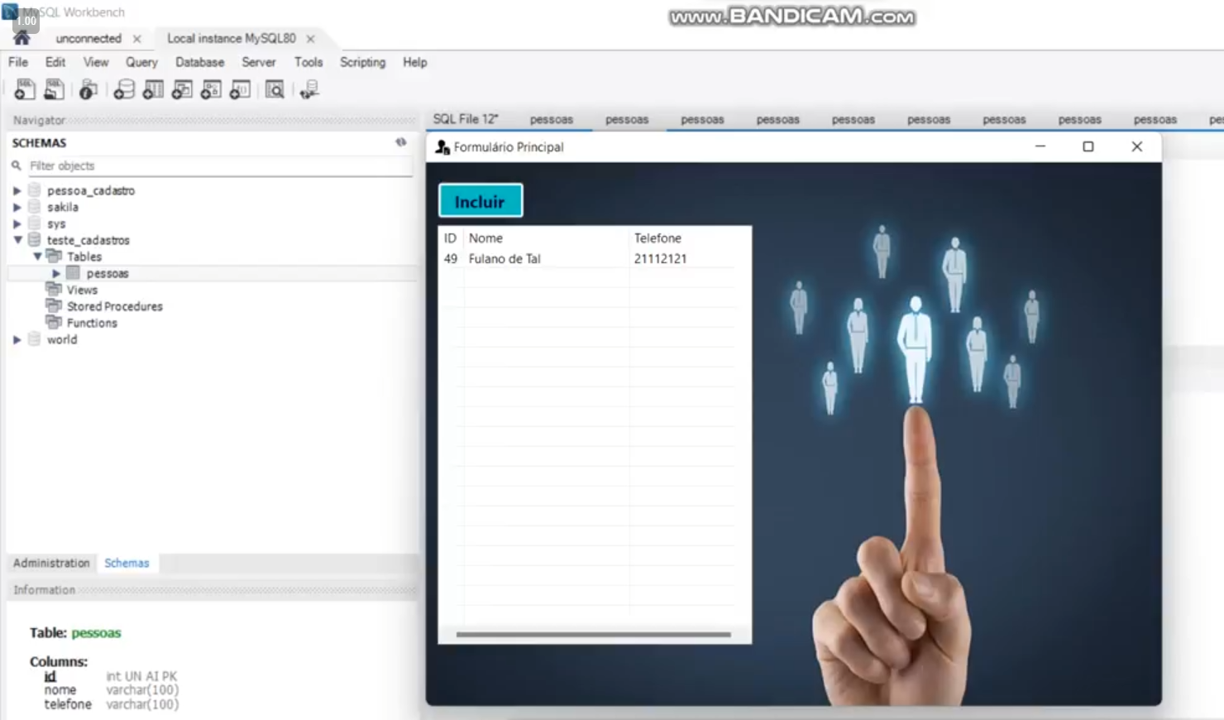 MySQL Workbench
1.00
www.BANDICAM.com
unconnected
Local instance MySQL80
File Edit View Query Database Server Tools Scripting Help
Navigator
SCHEMAS
Filter objects
pessoa_cadastro
sakila
sys
teste_cadastros
Tables
pessoas
Views
Stored Procedures
Functions
world
Administration Schemas
Information
Table: pessoas
Columns:
id int UN AI PK
nome varchar(100)
telefone varchar(100)
SQL File 12* pessoas pessoas pessoas pessoas pessoas pessoas pessoas pessoas pessoas
Formulário Principal
Incluir
ID Nome Telefone
49 Fulano de Tal 21112121